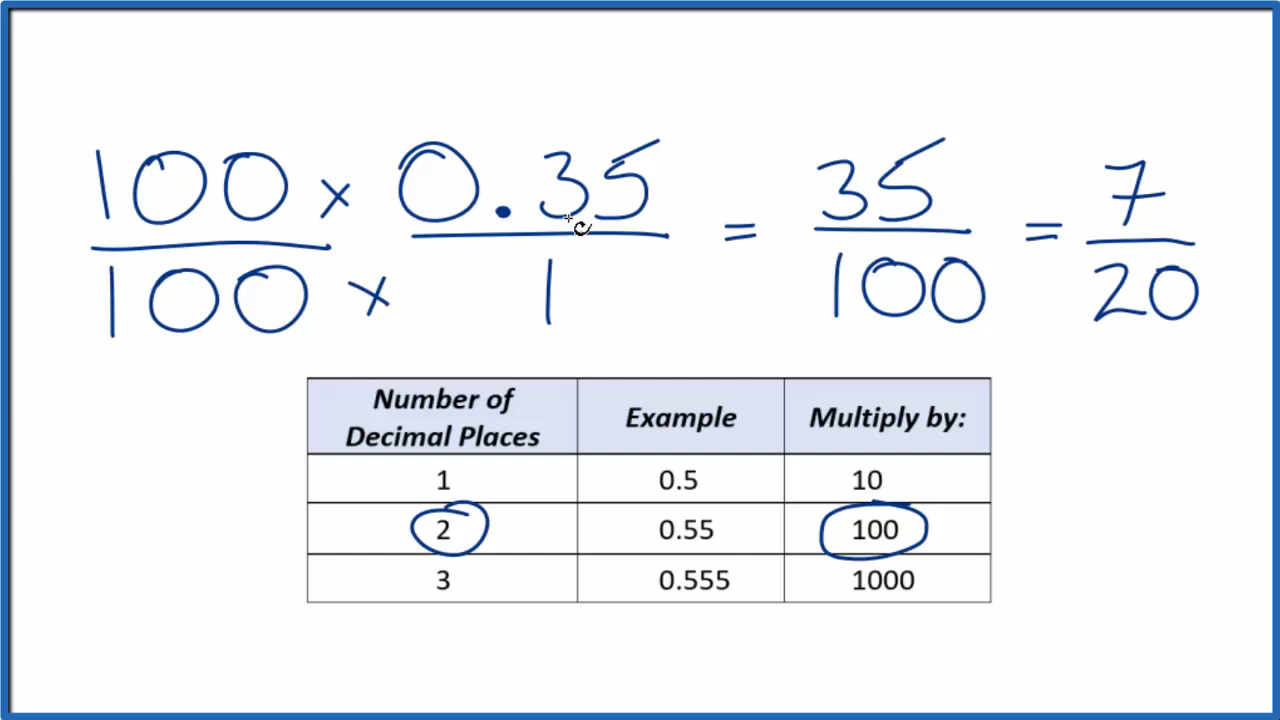 100 × 0.35 = 35 = 7
100 × 1 100 20
Number of Decimal Places Example Multiply by:
1 0.5 10
2 0.55 100
3 0.555 1000